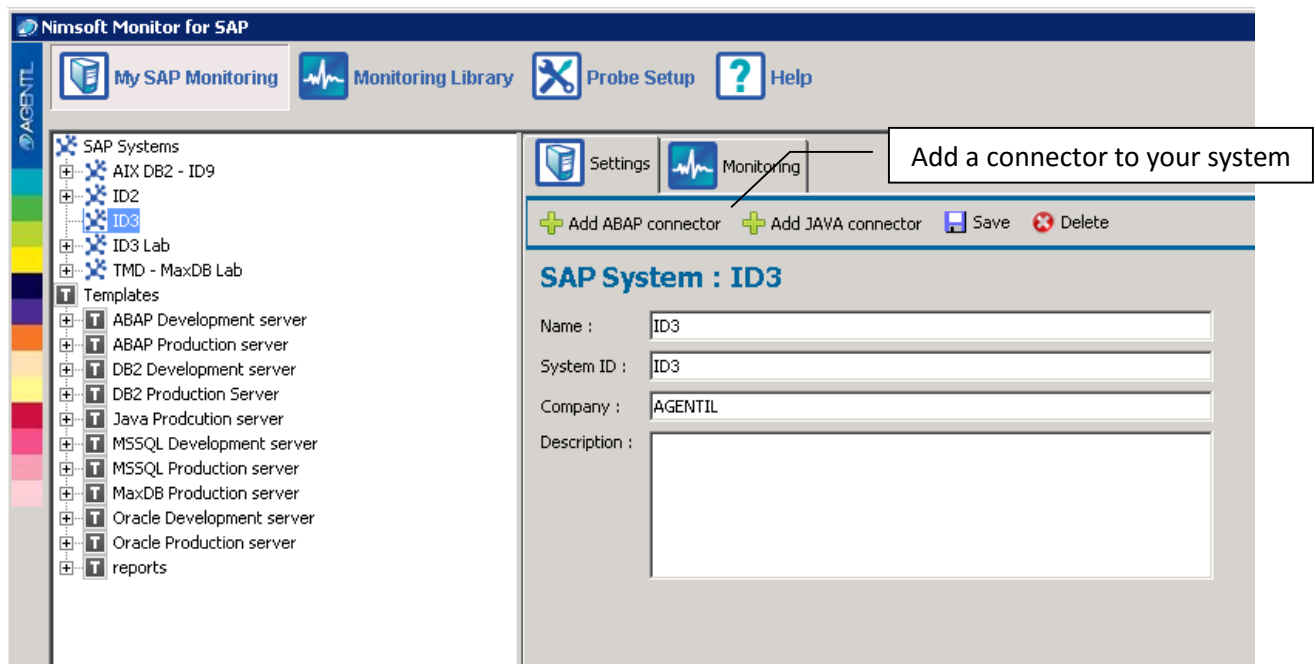 Nimsoft Monitor for SAP
My SAP Monitoring
Monitoring Library
Probe Setup
Help
AGENTIL
SAP Systems
AIX DB2 - ID9
ID2
ID3
ID3 Lab
TMD - MaxDB Lab
Templates
ABAP Development server
ABAP Production server
DB2 Development server
DB2 Production Server
Java Prodcution server
MSSQL Development server
MSSQL Production server
MaxDB Production server
Oracle Development server
Oracle Production server
reports
Settings
Monitoring
Add a connector to your system
Add ABAP connector
Add JAVA connector
Save
Delete
SAP System : ID3
Name : ID3
System ID : ID3
Company : AGENTIL
Description :